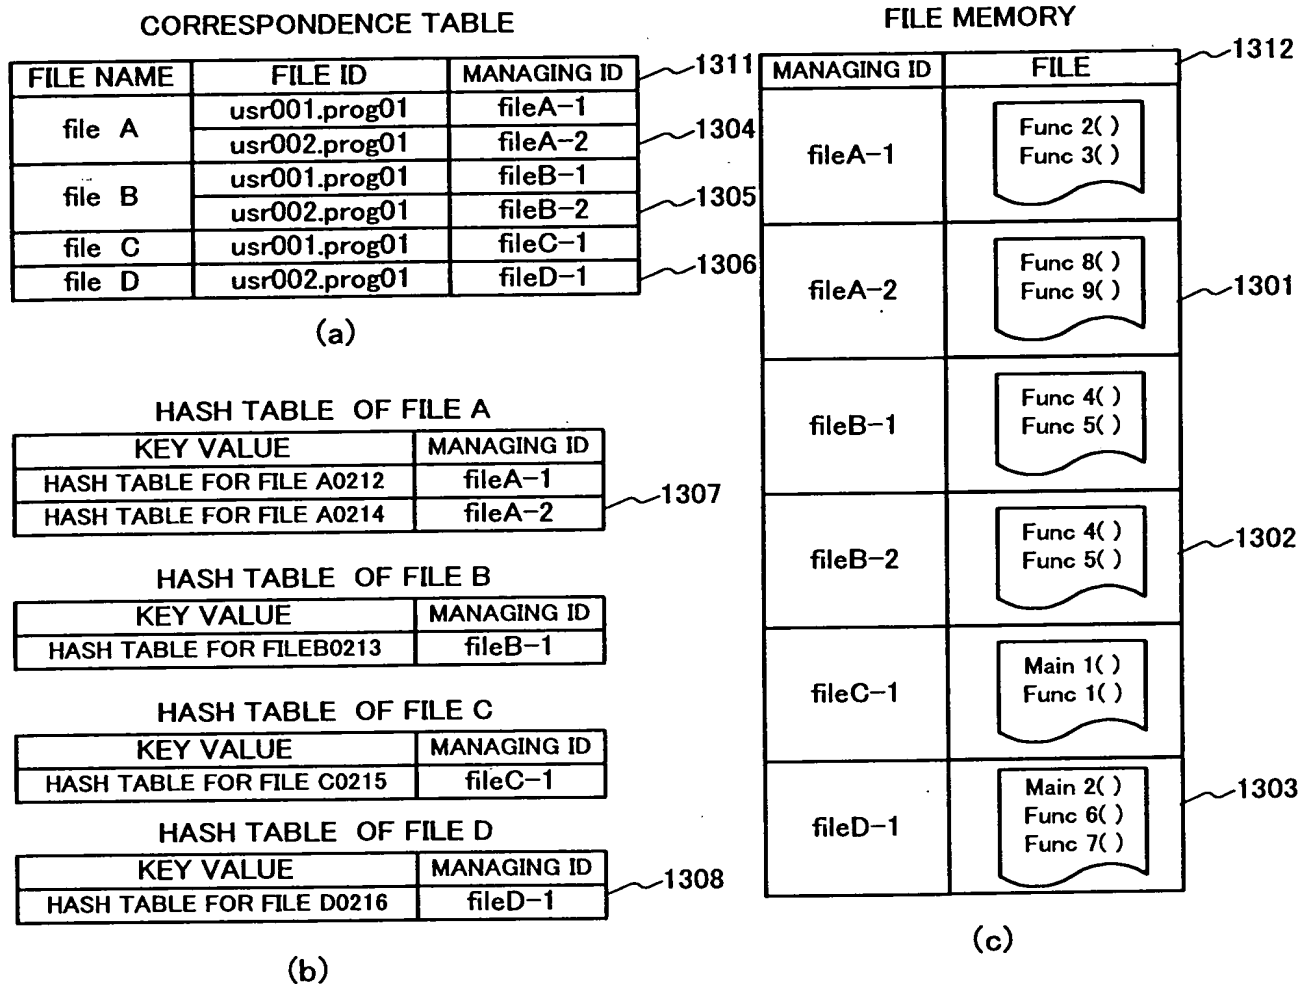 CORRESPONDENCE TABLE
FILE NAME FILE ID MANAGING ID 1311
file A usr001.prog01 fileA-1
usr002.prog01 fileA-2 1304
file B usr001.prog01 fileB-1
usr002.prog01 fileB-2 1305
file C usr001.prog01 fileC-1
file D usr002.prog01 fileD-1 1306
(a)
HASH TABLE OF FILE A
KEY VALUE MANAGING ID
HASH TABLE FOR FILE A0212 fileA-1
HASH TABLE FOR FILE A0214 fileA-2 1307
HASH TABLE OF FILE B
KEY VALUE MANAGING ID
HASH TABLE FOR FILEB0213 fileB-1
HASH TABLE OF FILE C
KEY VALUE MANAGING ID
HASH TABLE FOR FILE C0215 fileC-1
HASH TABLE OF FILE D
KEY VALUE MANAGING ID
HASH TABLE FOR FILE D0216 fileD-1 1308
(b)
FILE MEMORY
MANAGING ID FILE 1312
fileA-1
Func 2( )
Func 3( )
fileA-2
Func 8( )
Func 9( )
1301
fileB-1
Func 4( )
Func 5( )
fileB-2
Func 4( )
Func 5( )
1302
fileC-1
Main 1( )
Func 1( )
fileD-1
Main 2( )
Func 6( )
Func 7( )
1303
(c)